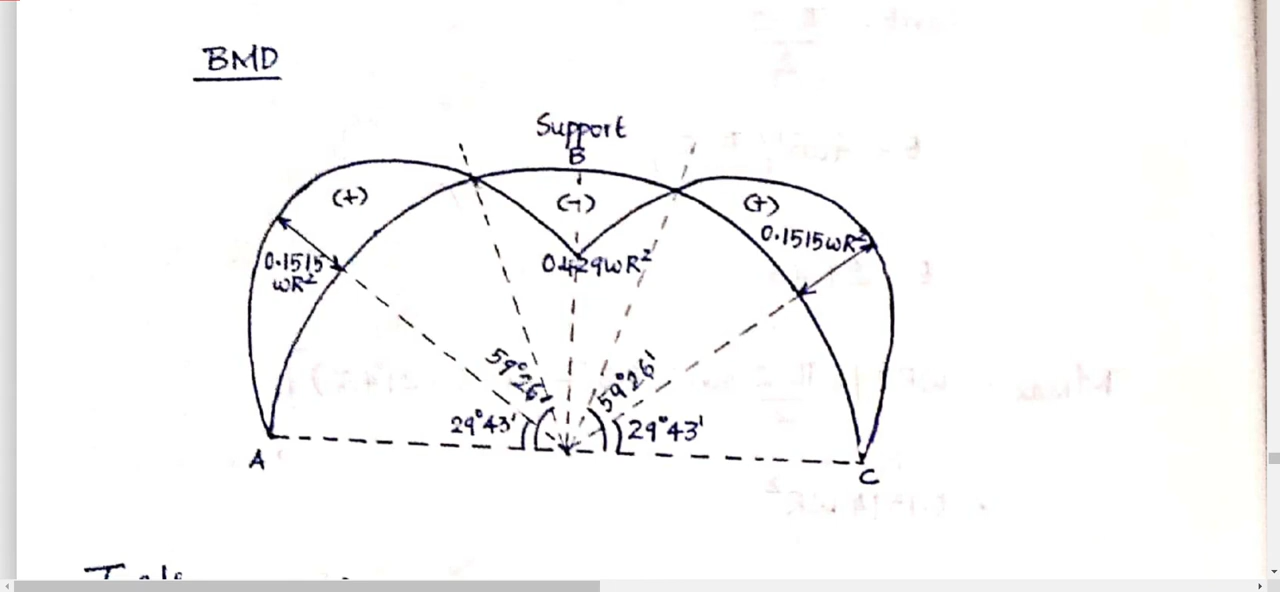 BMD
Support
B
(+)
(-)
(+)
0.1515
wR²
0.429wR²
0.1515wR²
59°26'
59°26'
29°43'
29°43'
A
C